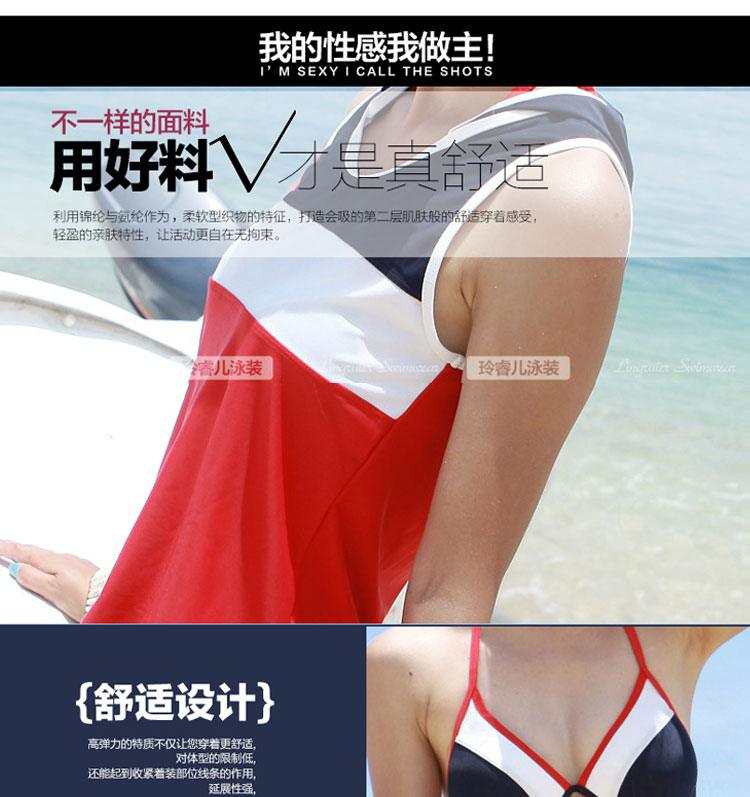 我的性感我做主!
I'M SEXY I CALL THE SHOTS
不一样的面料
用好料√才是真舒适
利用锦纶与氨纶作为，柔软型织物的特征，打造会吸的第二层肌肤般的舒适穿着感受，
轻盈的亲肤特性，让活动更自在无拘束。
玲睿儿泳装 Lingruier Swimwear 玲睿儿泳装 Lingruier Swimwear
{舒适设计}
高弹力的特质不仅让您穿着更舒适,
对体型的限制低,
还能起到收紧着装部位线条的作用,
延展性强,